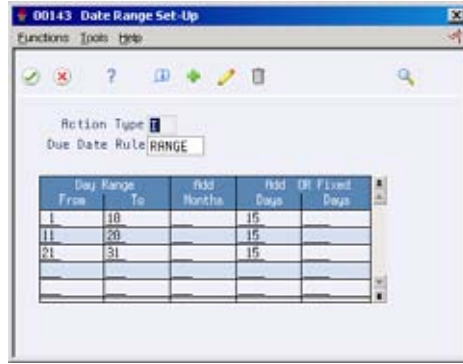 00143 Date Range Set-Up
Functions Tools Help
Action Type I
Due Date Rule RANGE
Day Range Add Add OR Fixed
From To Months Days Days
1 10 15
11 20 15
21 31 15